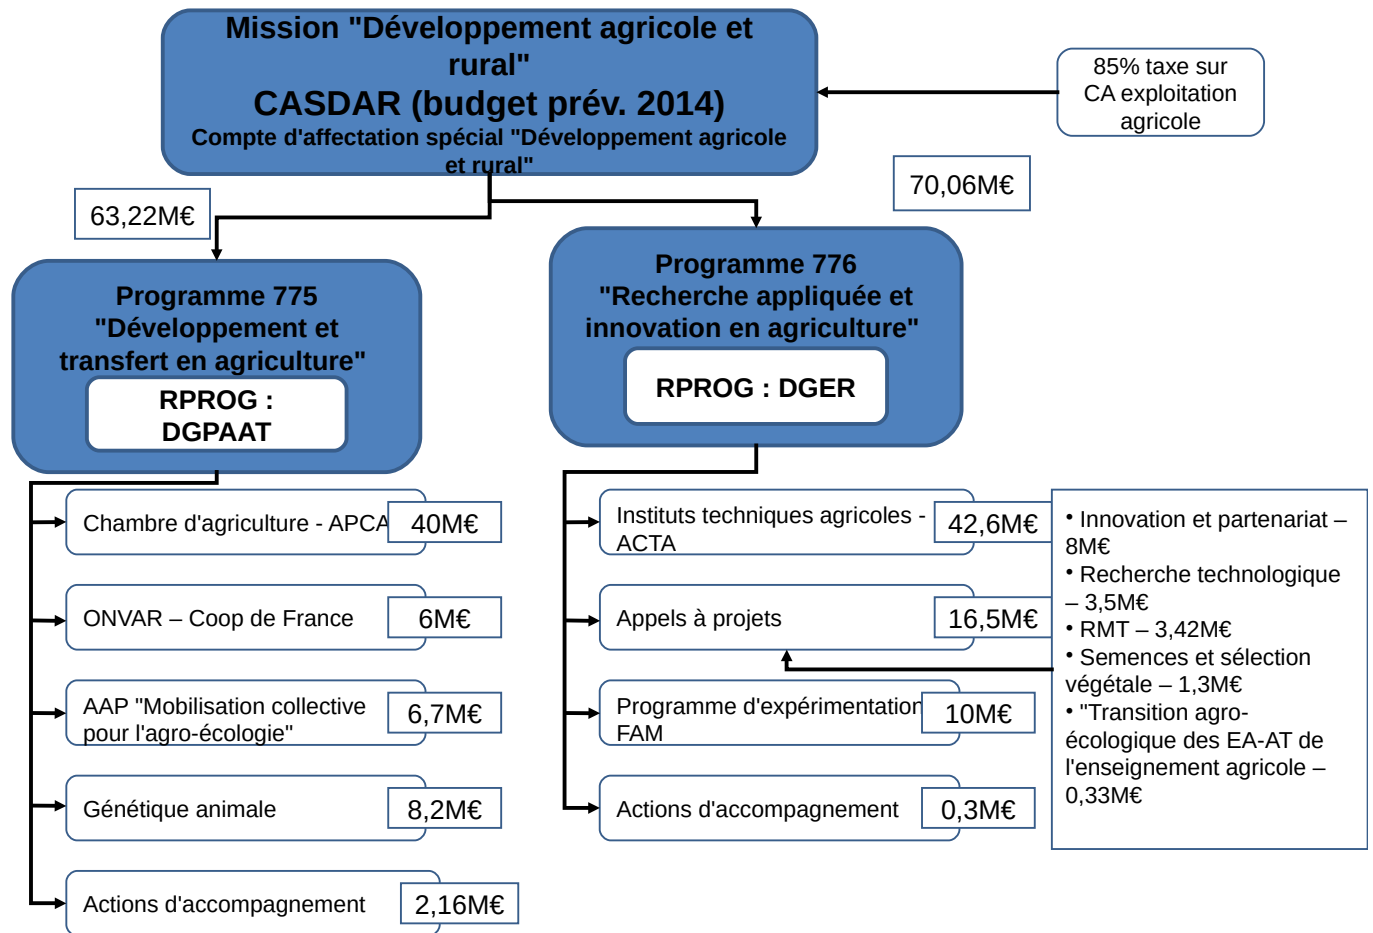 Mission "Développement agricole et
rural"
CASDAR (budget prév. 2014)
Compte d'affectation spécial "Développement agricole
et rural"
85% taxe sur
CA exploitation
agricole
63,22M€
70,06M€
Programme 775
"Développement et
transfert en agriculture"
RPROG :
DGPAAT
Programme 776
"Recherche appliquée et
innovation en agriculture"
RPROG : DGER
Chambre d'agriculture - APCA
40M€
ONVAR – Coop de France
6M€
AAP "Mobilisation collective
pour l'agro-écologie"
6,7M€
Génétique animale
8,2M€
Actions d'accompagnement
2,16M€
Instituts techniques agricoles -
ACTA
42,6M€
Appels à projets
16,5M€
Programme d'expérimentation
FAM
10M€
Actions d'accompagnement
0,3M€
• Innovation et partenariat –
8M€
• Recherche technologique
– 3,5M€
• RMT – 3,42M€
• Semences et sélection
végétale – 1,3M€
• "Transition agro-
écologique des EA-AT de
l'enseignement agricole –
0,33M€